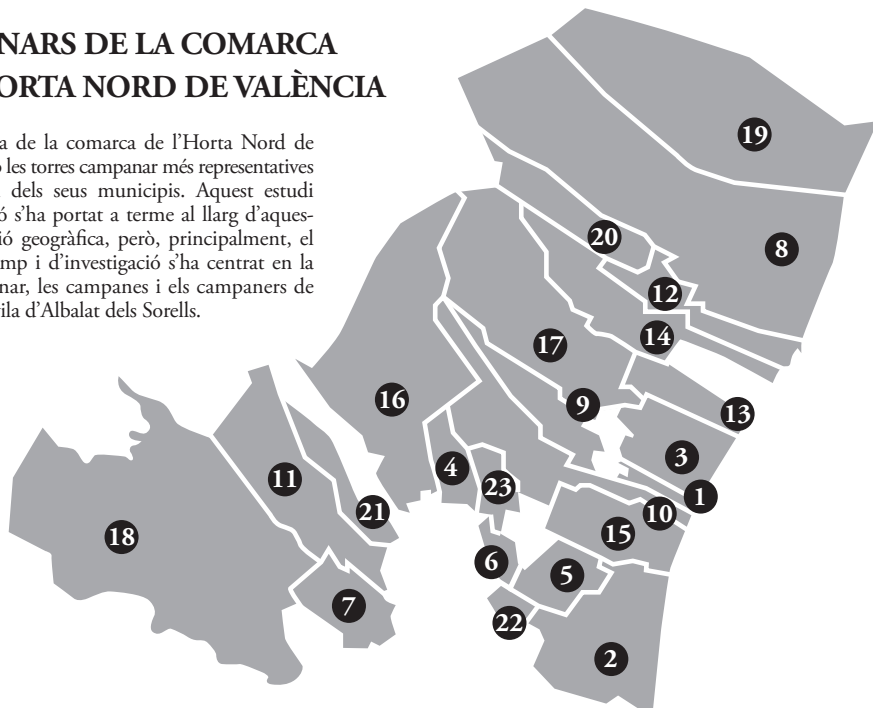 NARS DE LA COMARCA
ORTA NORD DE VALÈNCIA
a de la comarca de l'Horta Nord de
les torres campanar més representatives
dels seus municipis. Aquest estudi
ó s'ha portat a terme al llarg d'aques-
ió geogràfica, però, principalment, el
mp i d'investigació s'ha centrat en la
nar, les campanes i els campaners de
vila d'Albalat dels Sorells.
19
20
8
12
14
17
16
9
13
4
3
11
23
1
21
10
18
15
6
5
7
22
2